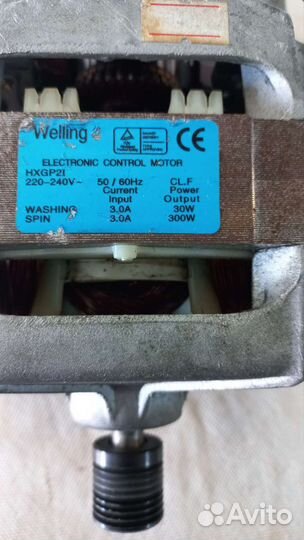 Welling
ELECTRONIC CONTROL MOTOR
HXGP2I
220-240V~ 50/60Hz CL.F
Current Power
Input Output
WASHING 3.0A 30W
SPIN 3.0A 300W
Avito